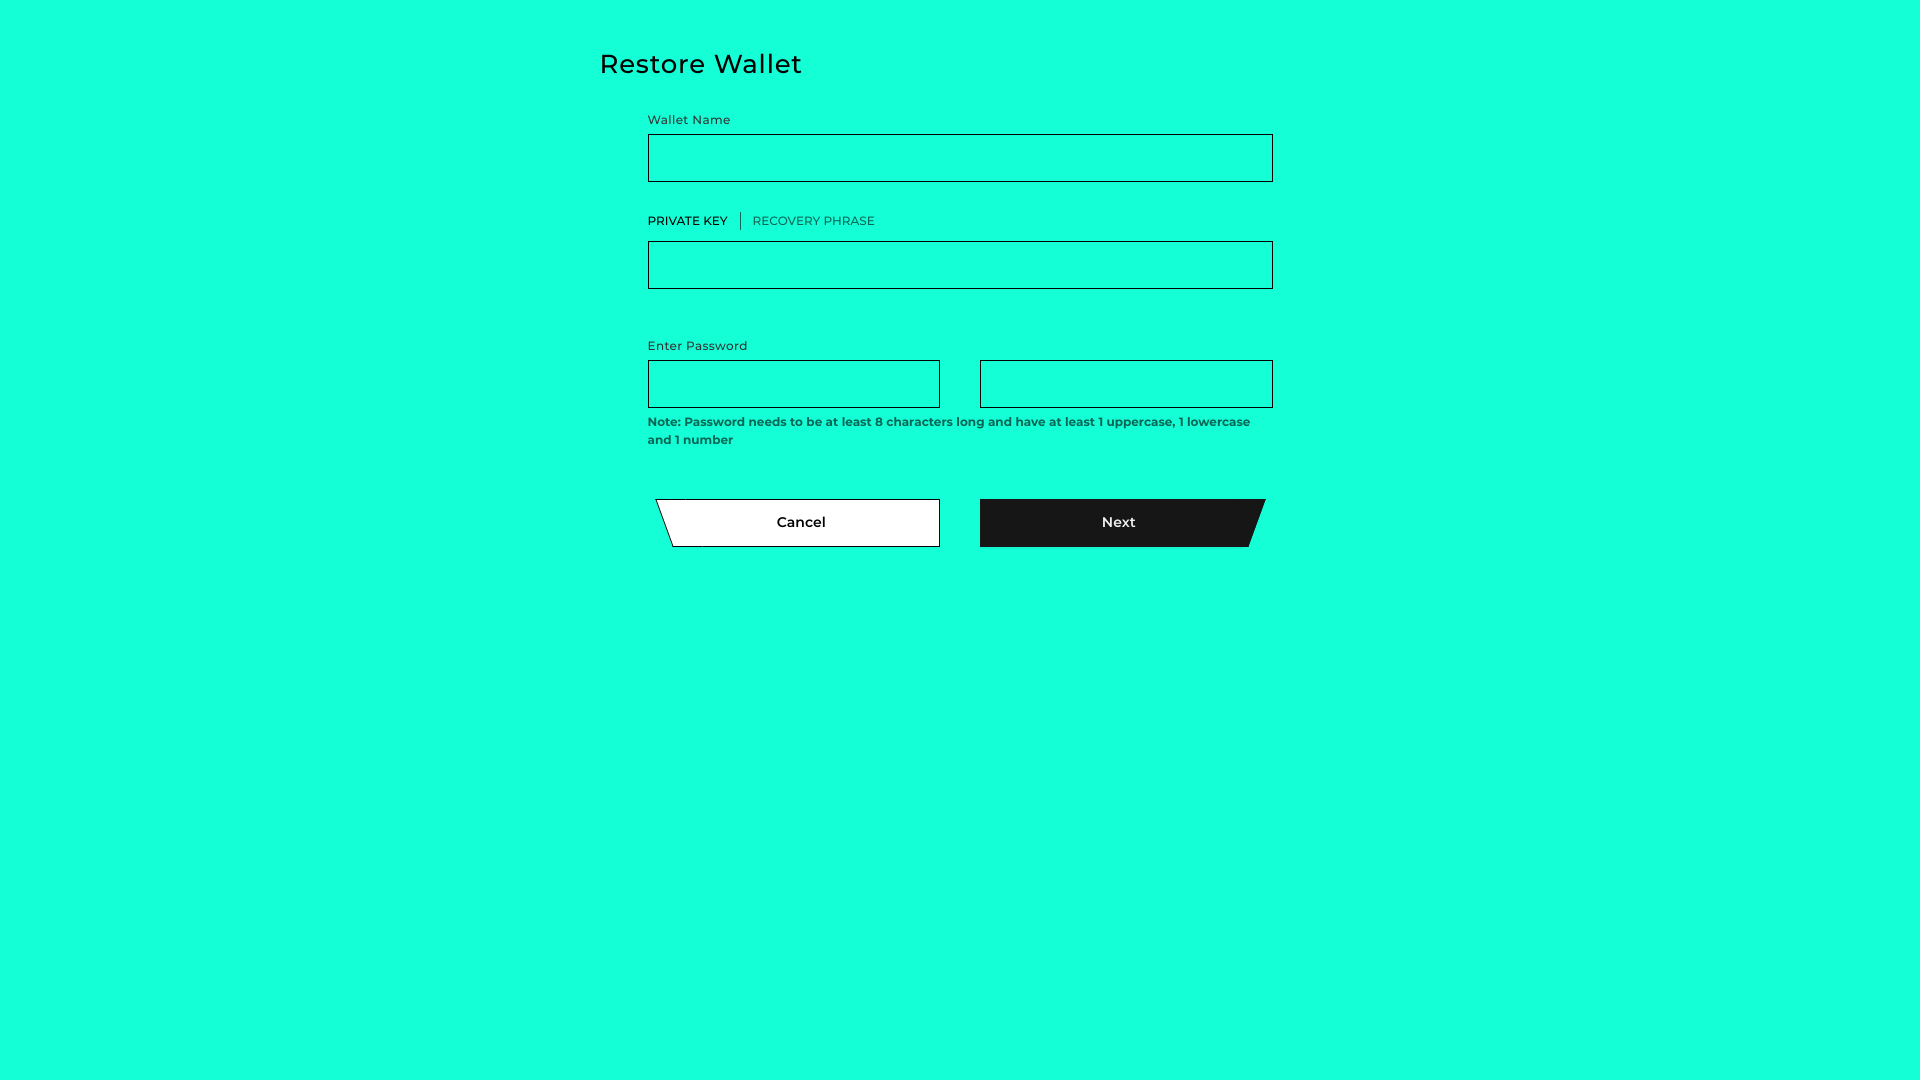 Restore Wallet
Wallet Name
PRIVATE KEY
RECOVERY PHRASE
Enter Password
Note: Password needs to be at least 8 characters long and have at least 1 uppercase, 1 lowercase
and 1 number
Cancel
Next